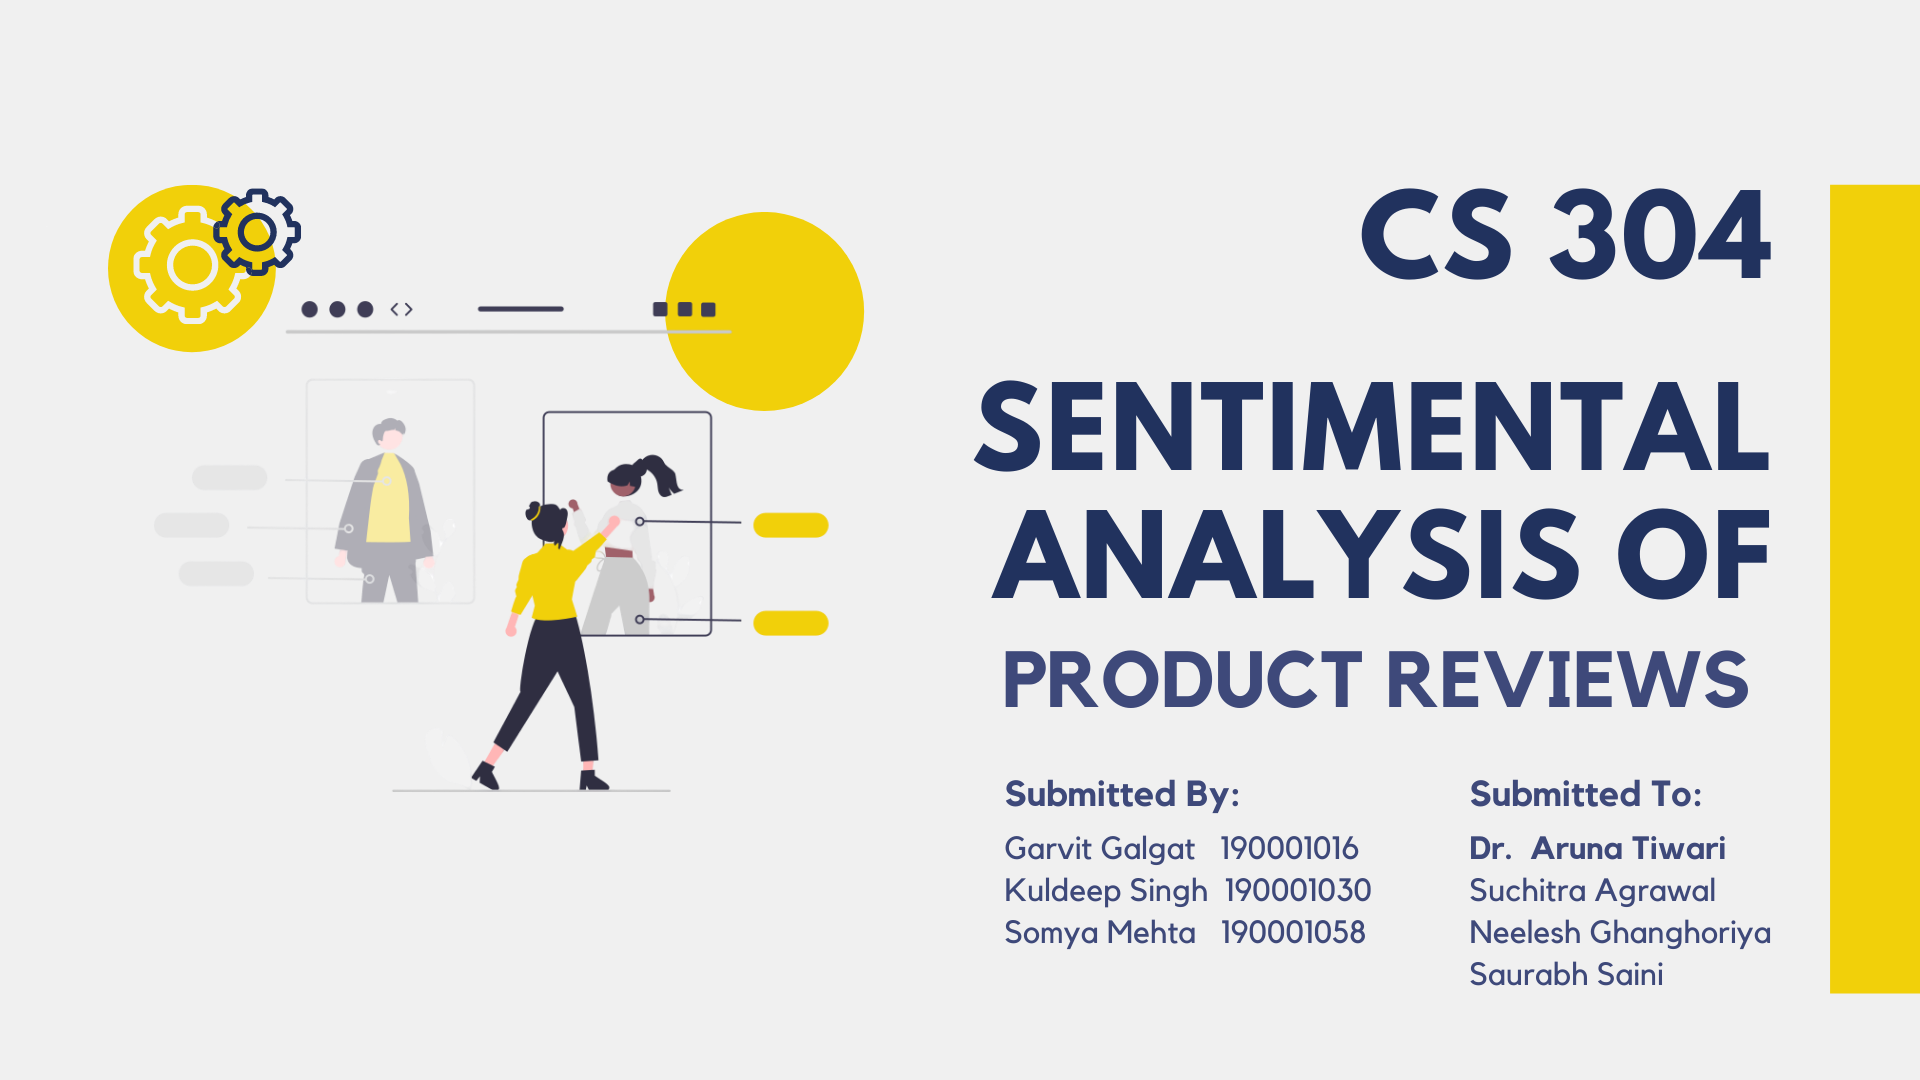 CS 304
SENTIMENTAL
ANALYSIS OF
PRODUCT REVIEWS
Submitted By:
Garvit Galgat 190001016
Kuldeep Singh 190001030
Somya Mehta 190001058
Submitted To:
Dr. Aruna Tiwari
Suchitra Agrawal
Neelesh Ghanghoriya
Saurabh Saini